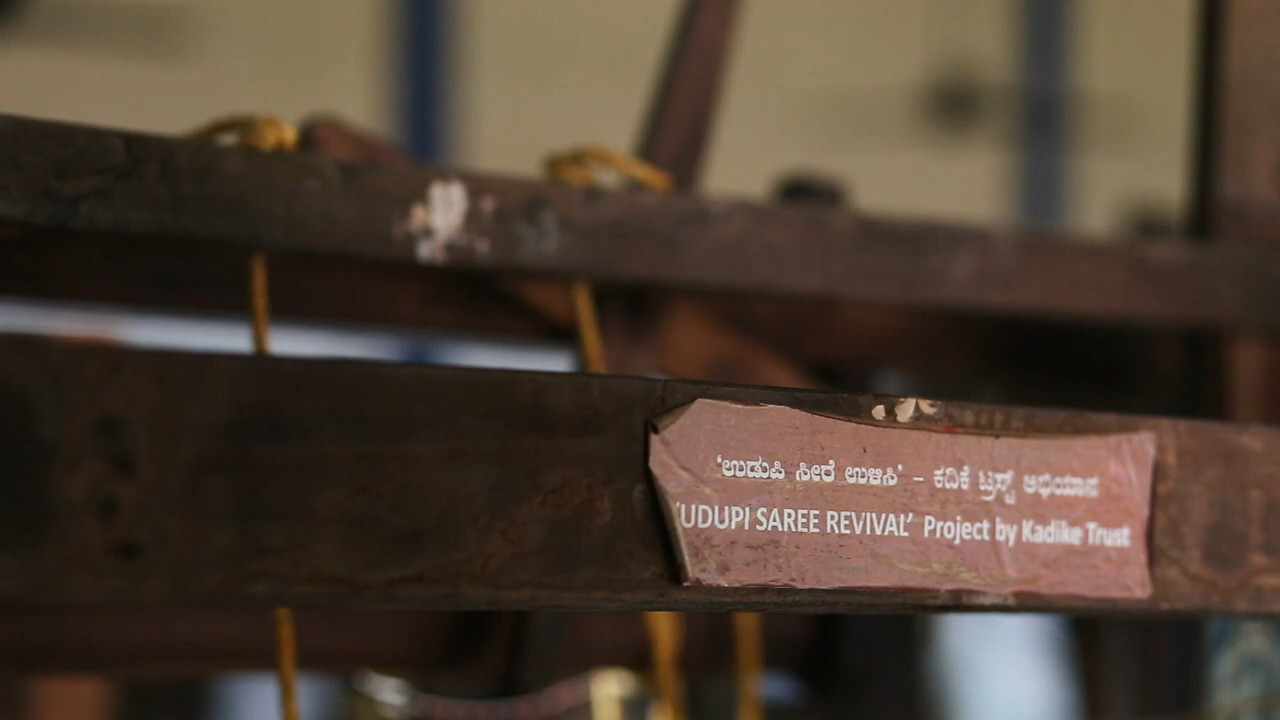 ‘ಉಡುಪಿ ಸೀರೆ ಉಳಿಸಿ’ – ಕದಿಕೆ ಟ್ರಸ್ಟ್ ಅಭಿಯಾನ
‘UDUPI SAREE REVIVAL’ Project by Kadike Trust